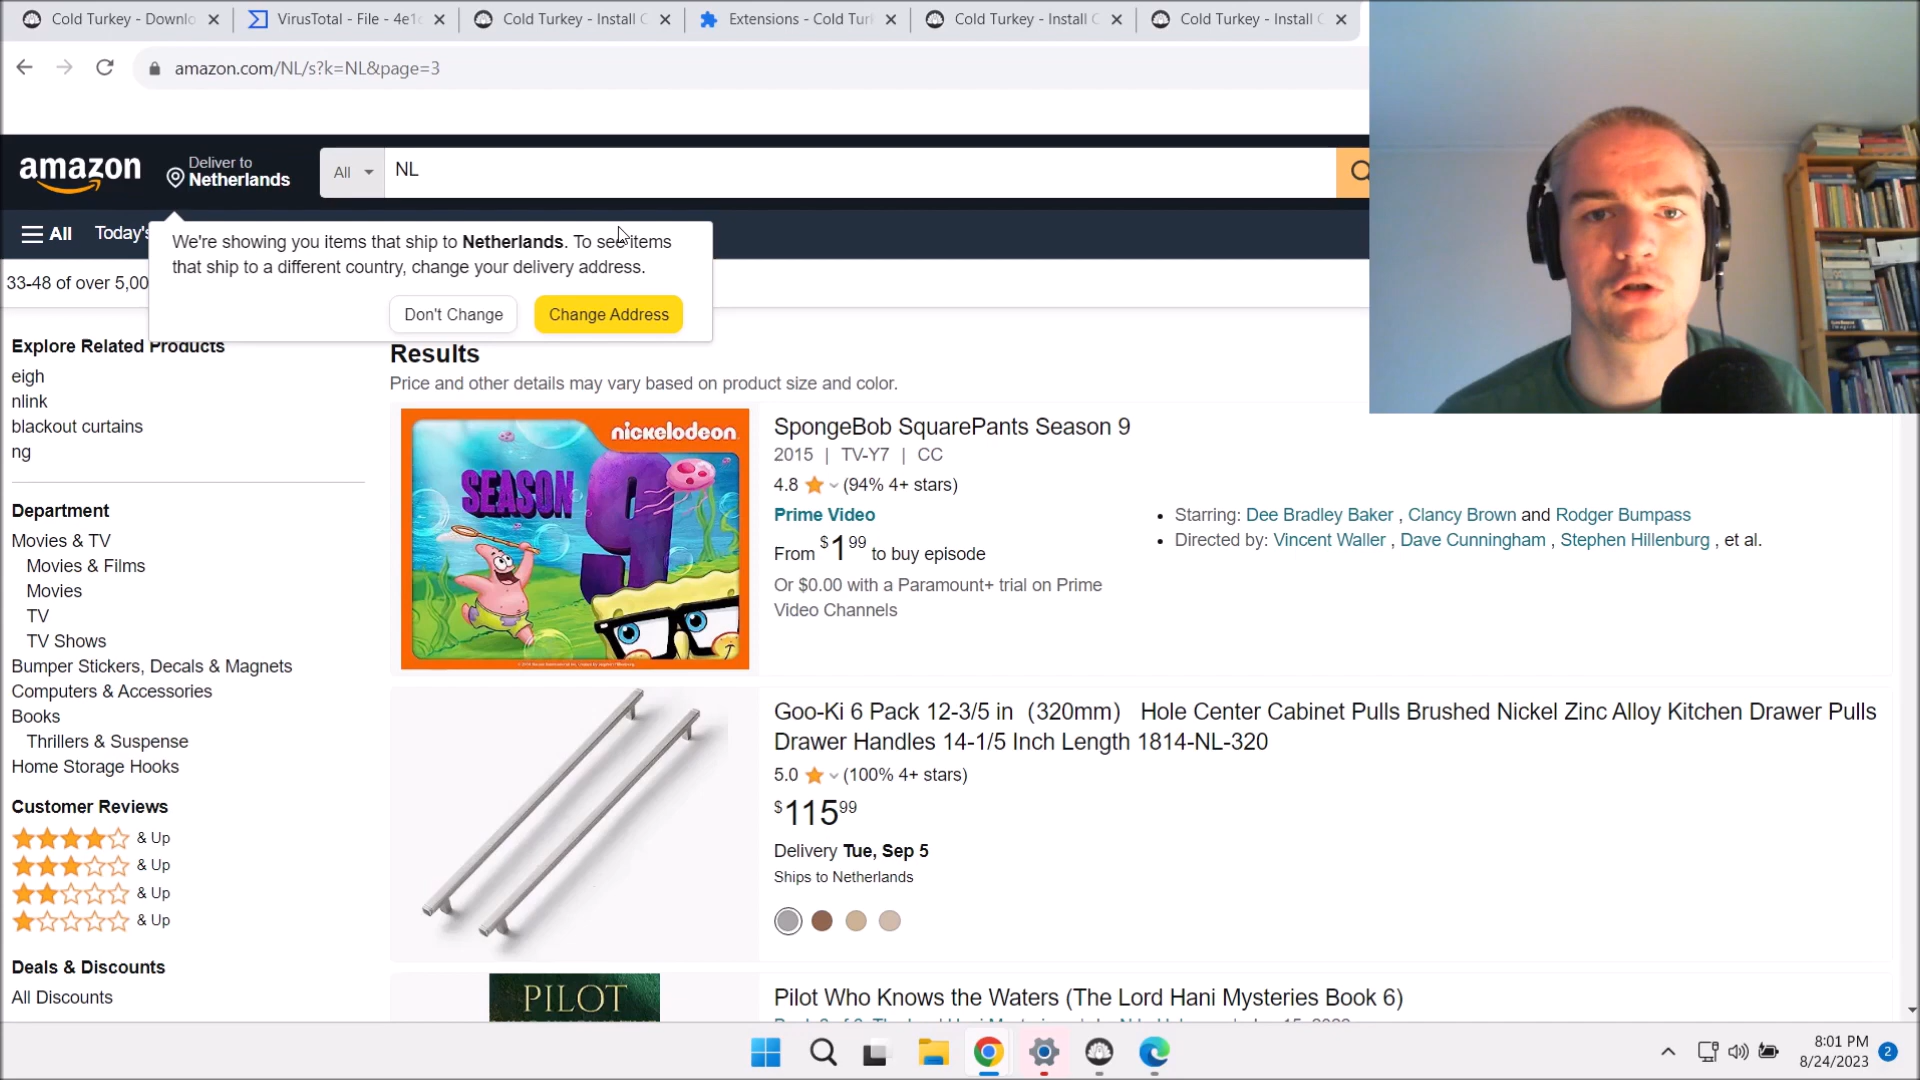 Cold Turkey - Downlo
VirusTotal - File - 4e1c
Cold Turkey - Install C
Extensions - Cold Turk
Cold Turkey - Install C
Cold Turkey - Install C
amazon.com/NL/s?k=NL&page=3
amazon
Deliver to
Netherlands
All
NL
All
Today's
We're showing you items that ship to Netherlands. To see items
that ship to a different country, change your delivery address.
Don't Change
Change Address
33-48 of over 5,00
Explore Related Products
eigh
nlink
blackout curtains
ng
Department
Movies & TV
Movies & Films
Movies
TV
TV Shows
Bumper Stickers, Decals & Magnets
Computers & Accessories
Books
Thrillers & Suspense
Home Storage Hooks
Customer Reviews
& Up
& Up
& Up
& Up
Deals & Discounts
All Discounts
Results
Price and other details may vary based on product size and color.
nickelodeon
SEASON 9
SpongeBob SquarePants Season 9
2015 | TV-Y7 | CC
4.8 (94% 4+ stars)
Prime Video
From $1.99 to buy episode
Or $0.00 with a Paramount+ trial on Prime
Video Channels
Starring: Dee Bradley Baker , Clancy Brown and Rodger Bumpass
Directed by: Vincent Waller , Dave Cunningham , Stephen Hillenburg , et al.
Goo-Ki 6 Pack 12-3/5 in（320mm） Hole Center Cabinet Pulls Brushed Nickel Zinc Alloy Kitchen Drawer Pulls
Drawer Handles 14-1/5 Inch Length 1814-NL-320
5.0 (100% 4+ stars)
$115.99
Delivery Tue, Sep 5
Ships to Netherlands
PILOT
Pilot Who Knows the Waters (The Lord Hani Mysteries Book 6)
8:01 PM
8/24/2023
2